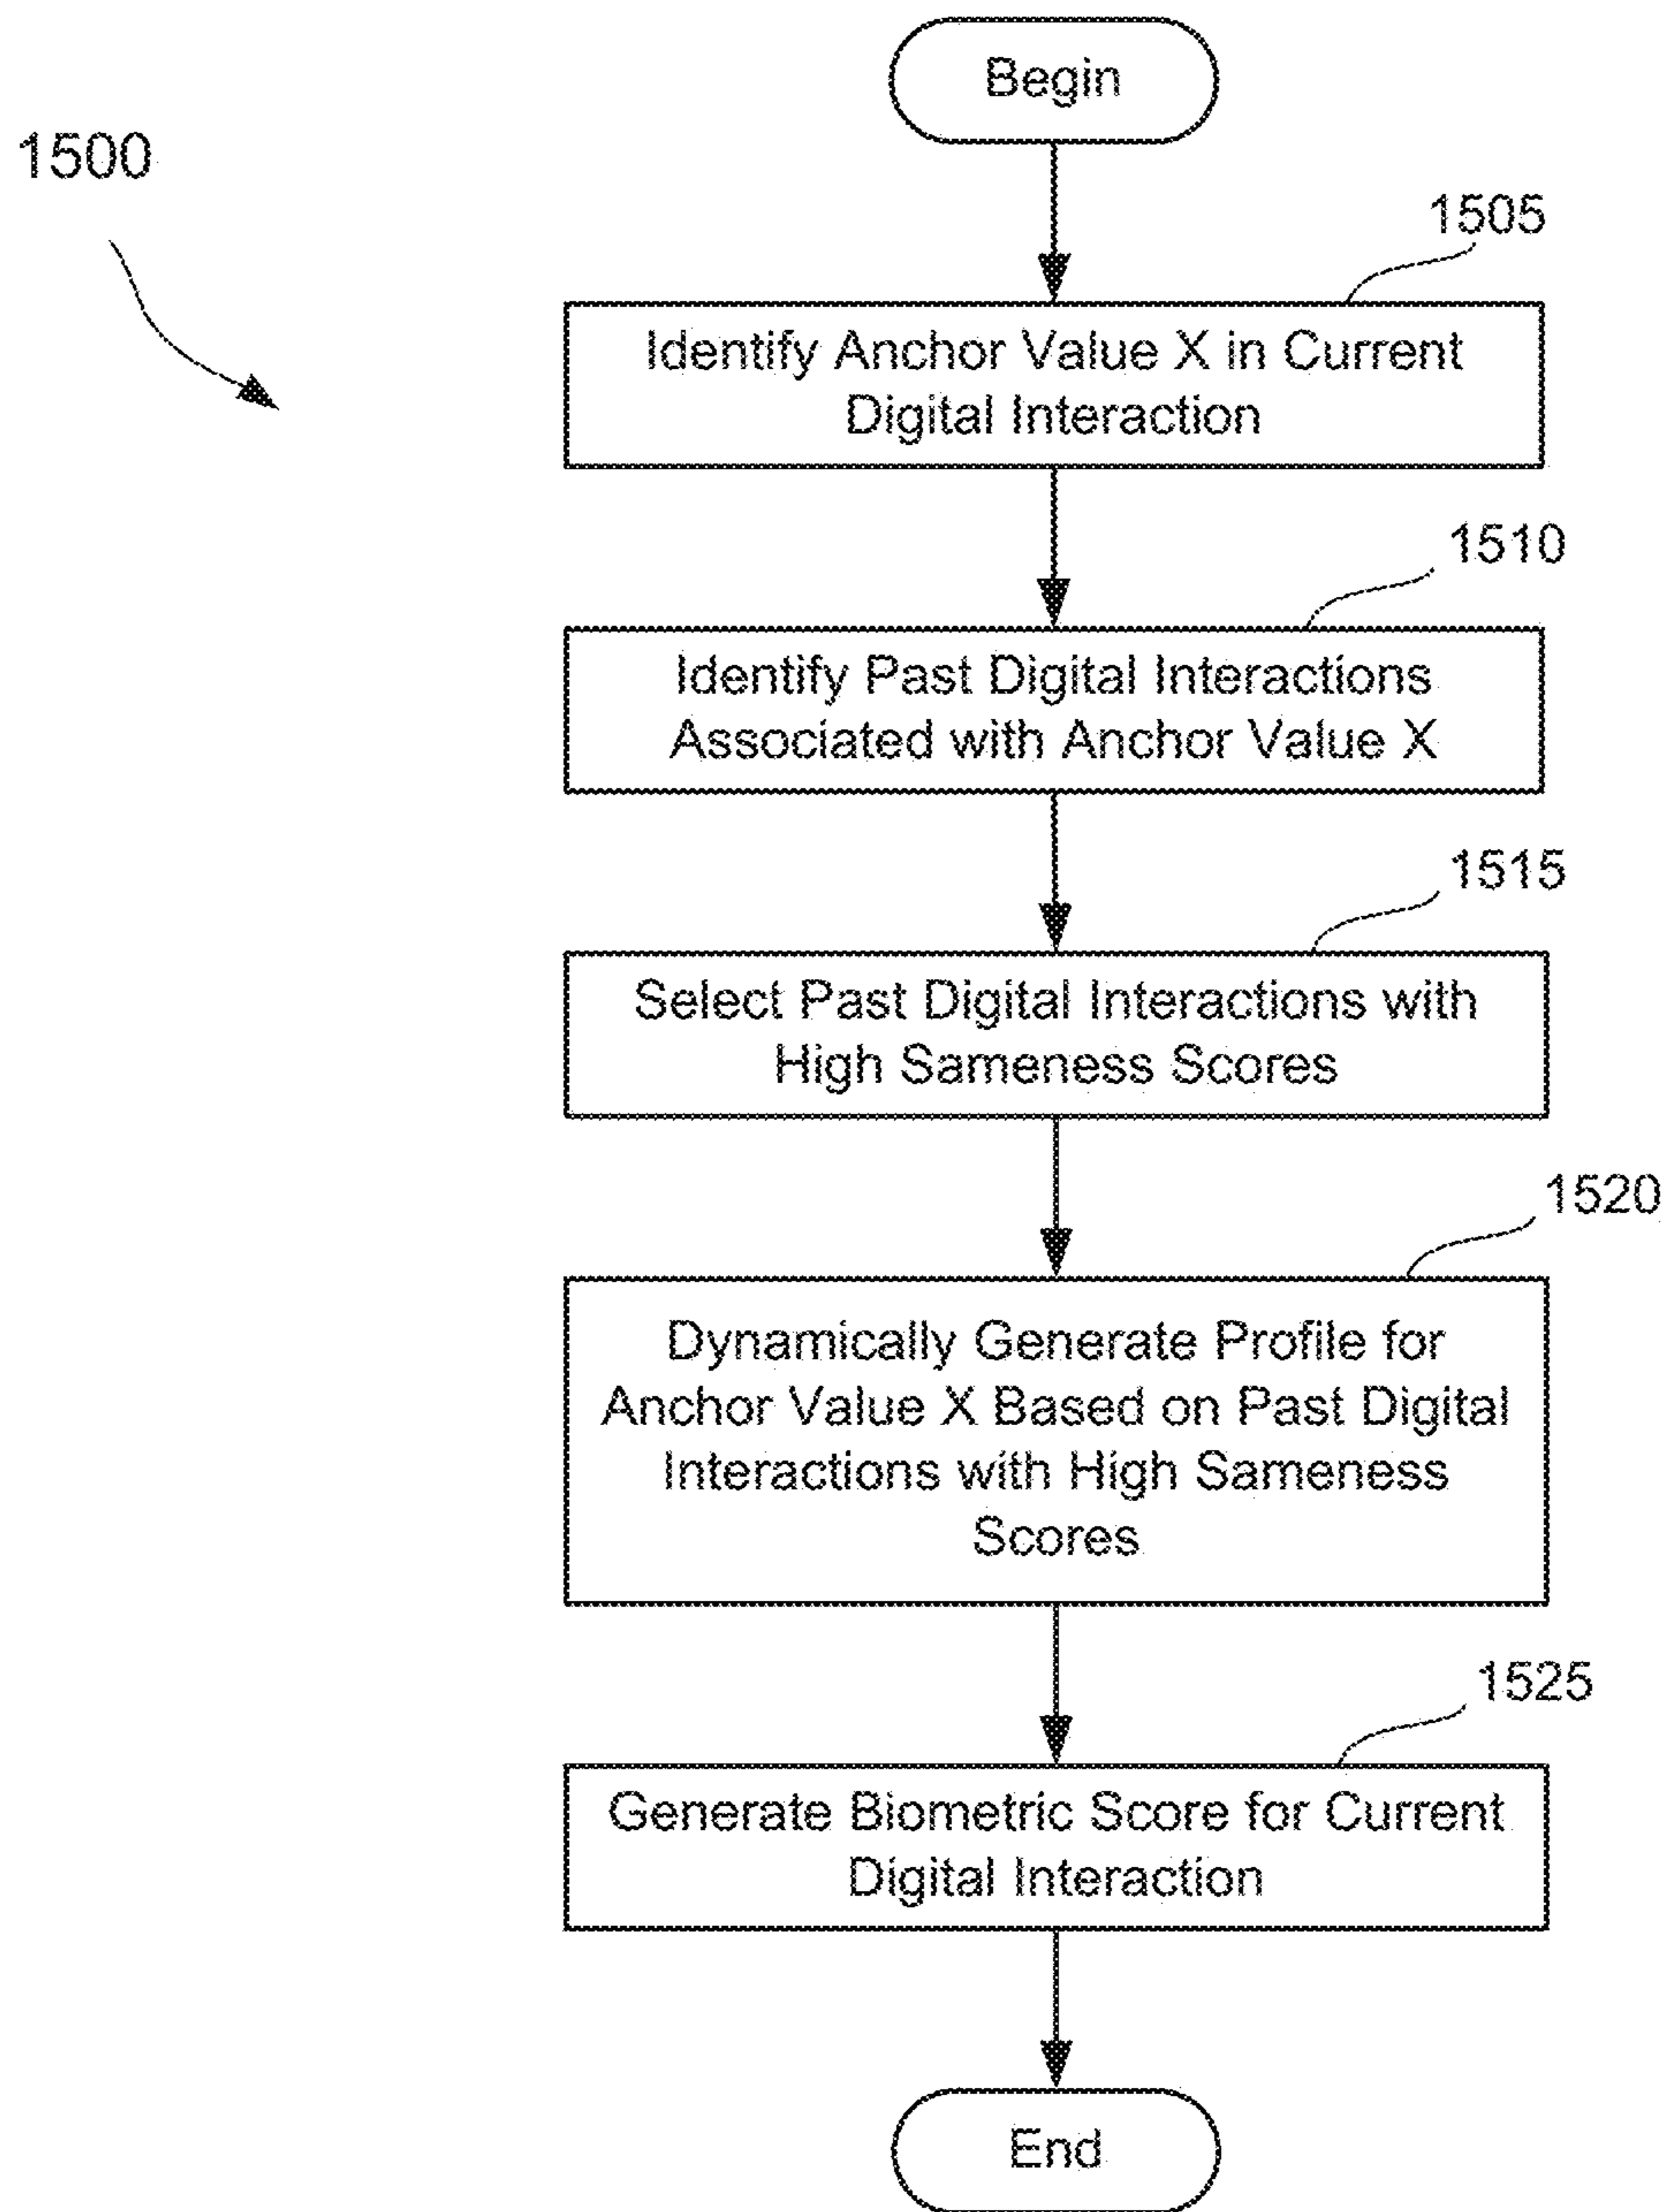 Begin
1500
1505
Identify Anchor Value X in Current
Digital Interaction
1510
Identify Past Digital Interactions
Associated with Anchor Value X
1515
Select Past Digital Interactions with
High Sameness Scores
1520
Dynamically Generate Profile for
Anchor Value X Based on Past Digital
Interactions with High Sameness
Scores
1525
Generate Biometric Score for Current
Digital Interaction
End